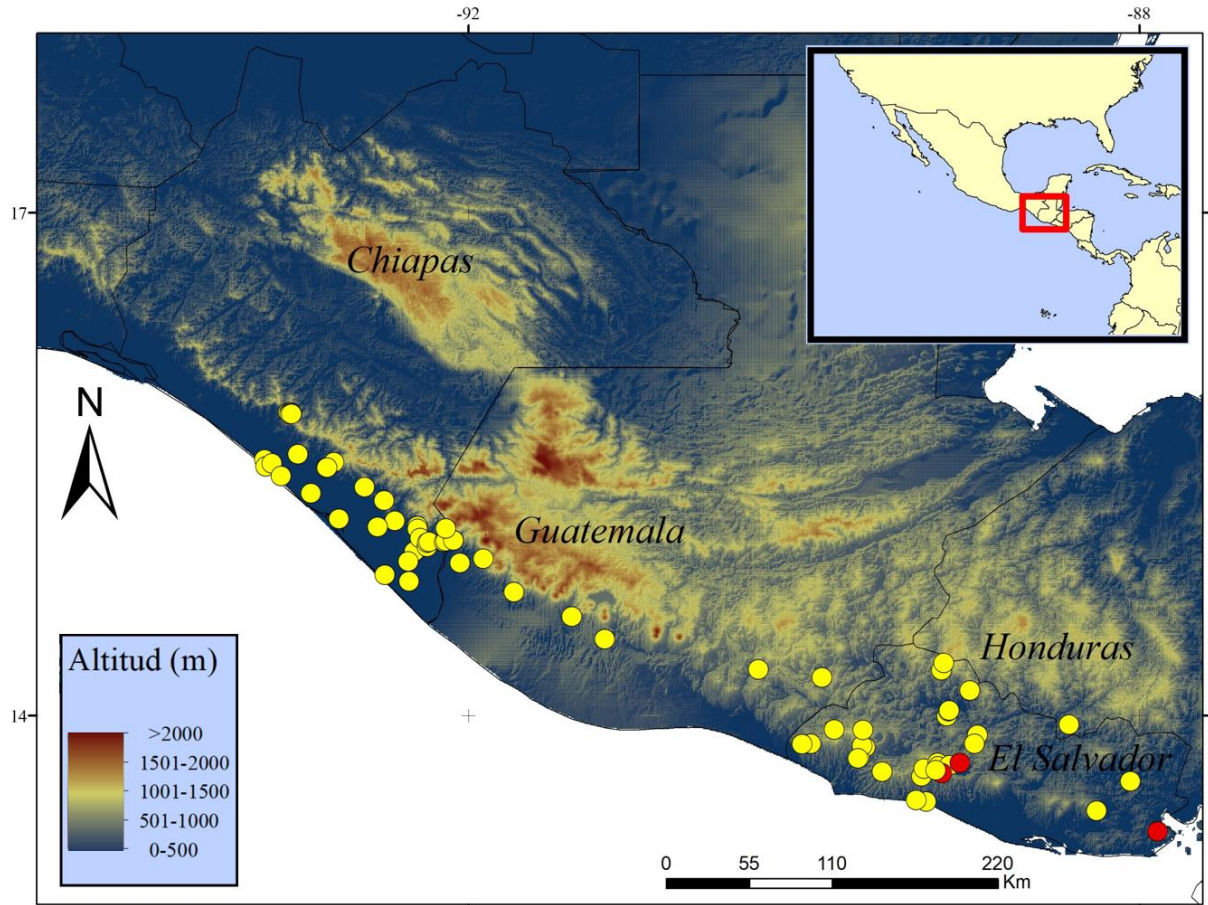 -92
-88
17
Chiapas
N
Guatemala
Honduras
14
El Salvador
Altitud (m)
>2000
1501-2000
1001-1500
501-1000
0-500
0 55 110 220
Km